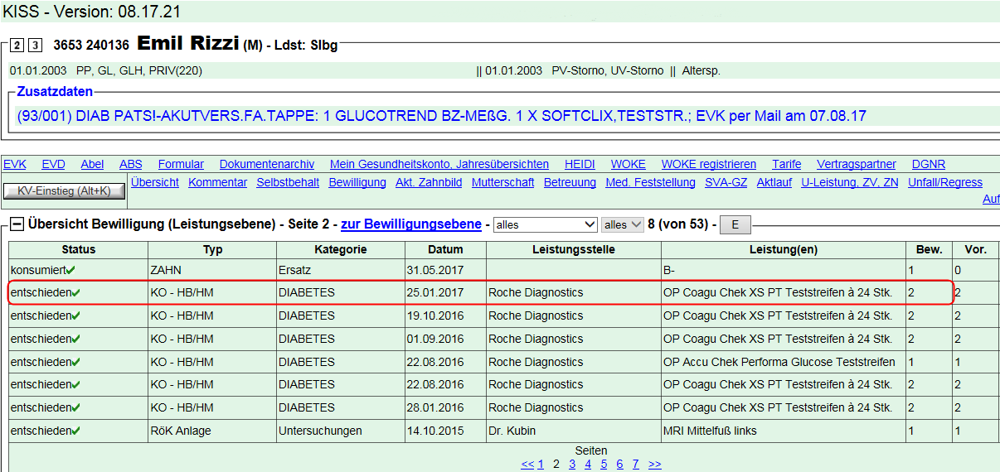 KISS - Version: 08.17.21
2 3 3653 240136 Emil Rizzi (M) - Ldst: Slbg
01.01.2003 PP, GL, GLH, PRIV(220) || 01.01.2003 PV-Storno, UV-Storno || Altersp.
Zusatzdaten
(93/001) DIAB PATS!-AKUTVERS.FA.TAPPE: 1 GLUCOTREND BZ-MEßG. 1 X SOFTCLIX,TESTSTR.; EVK per Mail am 07.08.17
EVK EVD Abel ABS Formular Dokumentenarchiv Mein Gesundheitskonto, Jahresübersichten HEIDI WOKE WOKE registrieren Tarife Vertragspartner DGNR
KV-Einstieg (Alt+K) Übersicht Kommentar Selbstbehalt Bewilligung Akt. Zahnbild Mutterschaft Betreuung Med. Feststellung SVA-GZ Aktlauf U-Leistung, ZV, ZN Unfall/Regress
Auf
Übersicht Bewilligung (Leistungsebene) - Seite 2 - zur Bewilligungsebene - alles alles 8 (von 53) - E
Status Typ Kategorie Datum Leistungsstelle Leistung(en) Bew. Vor.
konsumiert ZAHN Ersatz 31.05.2017 B- 1 0
entschieden KO - HB/HM DIABETES 25.01.2017 Roche Diagnostics OP Coagu Chek XS PT Teststreifen à 24 Stk. 2 2
entschieden KO - HB/HM DIABETES 19.10.2016 Roche Diagnostics OP Coagu Chek XS PT Teststreifen à 24 Stk. 2 2
entschieden KO - HB/HM DIABETES 01.09.2016 Roche Diagnostics OP Coagu Chek XS PT Teststreifen à 24 Stk. 2 2
entschieden KO - HB/HM DIABETES 22.08.2016 Roche Diagnostics OP Accu Chek Performa Glucose Teststreifen 1 1
entschieden KO - HB/HM DIABETES 22.08.2016 Roche Diagnostics OP Coagu Chek XS PT Teststreifen à 24 Stk. 2 2
entschieden KO - HB/HM DIABETES 28.01.2016 Roche Diagnostics OP Coagu Chek XS PT Teststreifen à 24 Stk. 2 2
entschieden RöK Anlage Untersuchungen 14.10.2015 Dr. Kubin MRI Mittelfuß links 1 1
Seiten
<< 1 2 3 4 5 6 7 >>